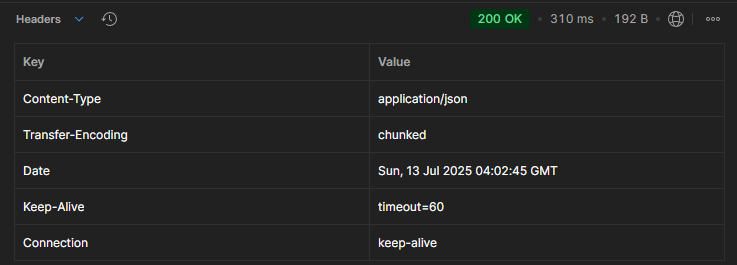 Headers 200 OK • 310 ms • 192 B •
Key Value
Content-Type application/json
Transfer-Encoding chunked
Date Sun, 13 Jul 2025 04:02:45 GMT
Keep-Alive timeout=60
Connection keep-alive